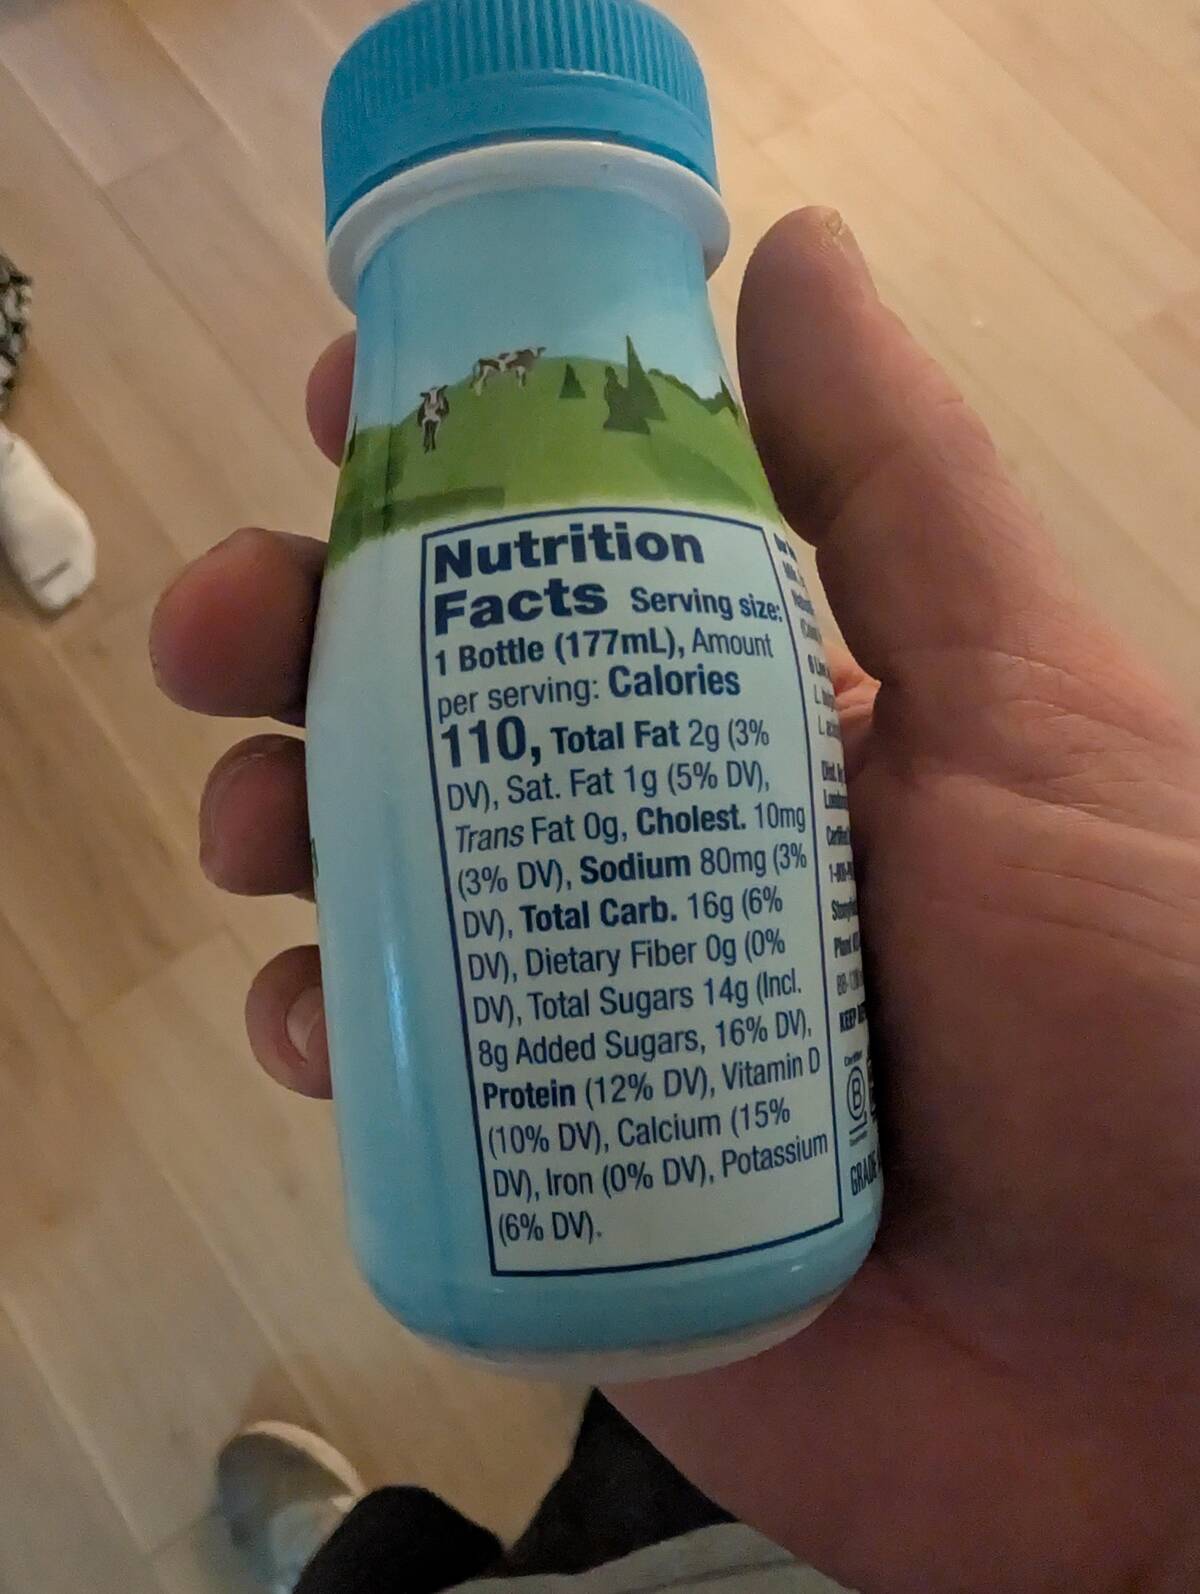 Nutrition
Facts Serving size:
1 Bottle (177mL), Amount
per serving: Calories
110, Total Fat 2g (3%
DV), Sat. Fat 1g (5% DV),
Trans Fat 0g, Cholest. 10mg
(3% DV), Sodium 80mg (3%
DV), Total Carb. 16g (6%
DV), Dietary Fiber 0g (0%
DV), Total Sugars 14g (Incl.
8g Added Sugars, 16% DV),
Protein (12% DV), Vitamin D
(10% DV), Calcium (15%
DV), Iron (0% DV), Potassium
(6% DV).
KEEP
B